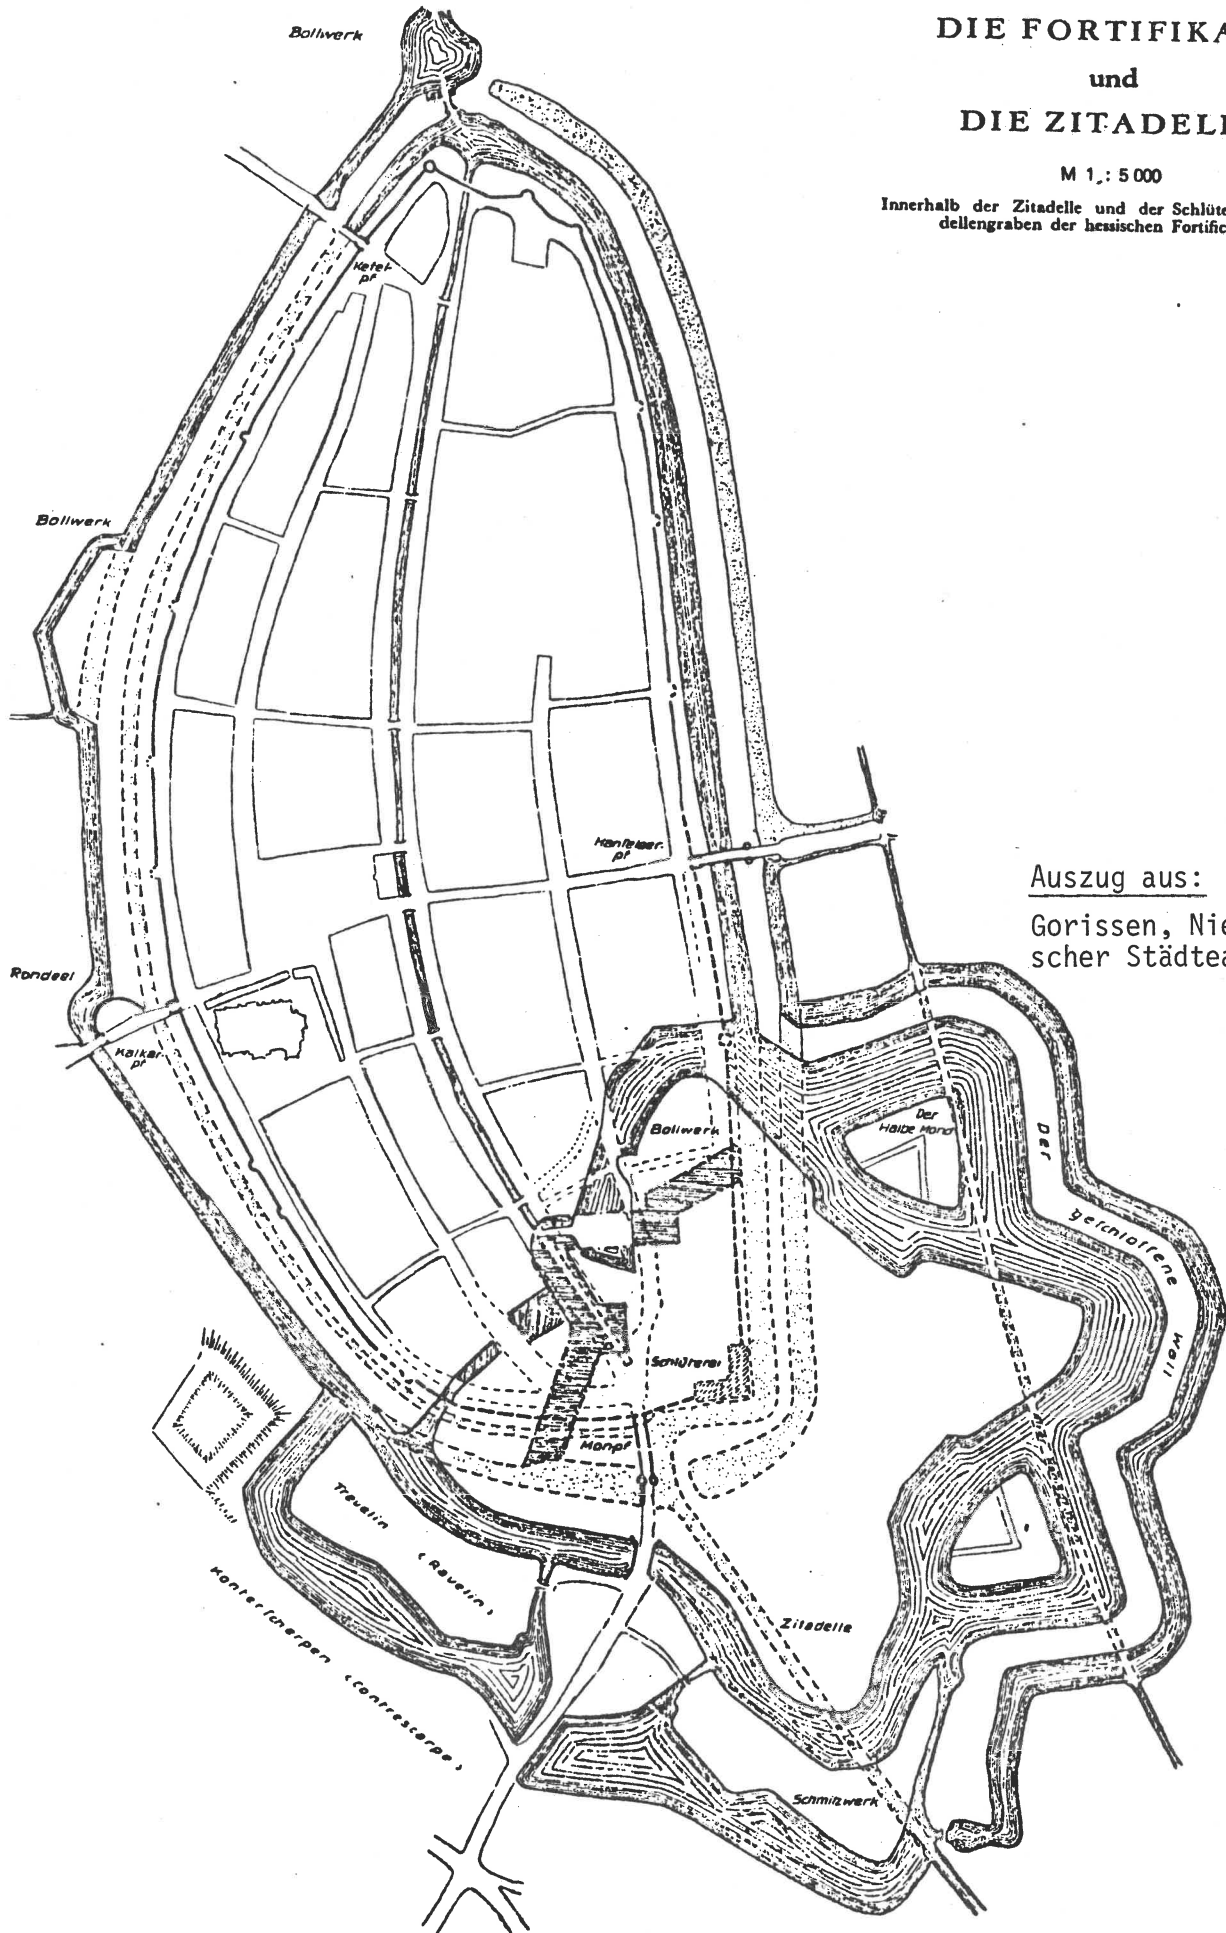 Bollwerk
DIE FORTIFIKA
und
DIE ZITADELL
M 1 : 5 000
Innerhalb der Zitadelle und der Schlüte
dellengraben der hessischen Fortific
Ketel-
pf
Bollwerk
Kanfelaer.
pf
Auszug aus:
Gorissen, Nie
scher Städtea
Rondeel
Kalkar
pf
Bollwerk
Der
Halbe Mond
Der
geschlossene
Wall
Schlüterei
Monpf
Trevelin
(Ravelin)
Konterscherpen (Contrescarpe)
Zitadelle
Schmitzwerk